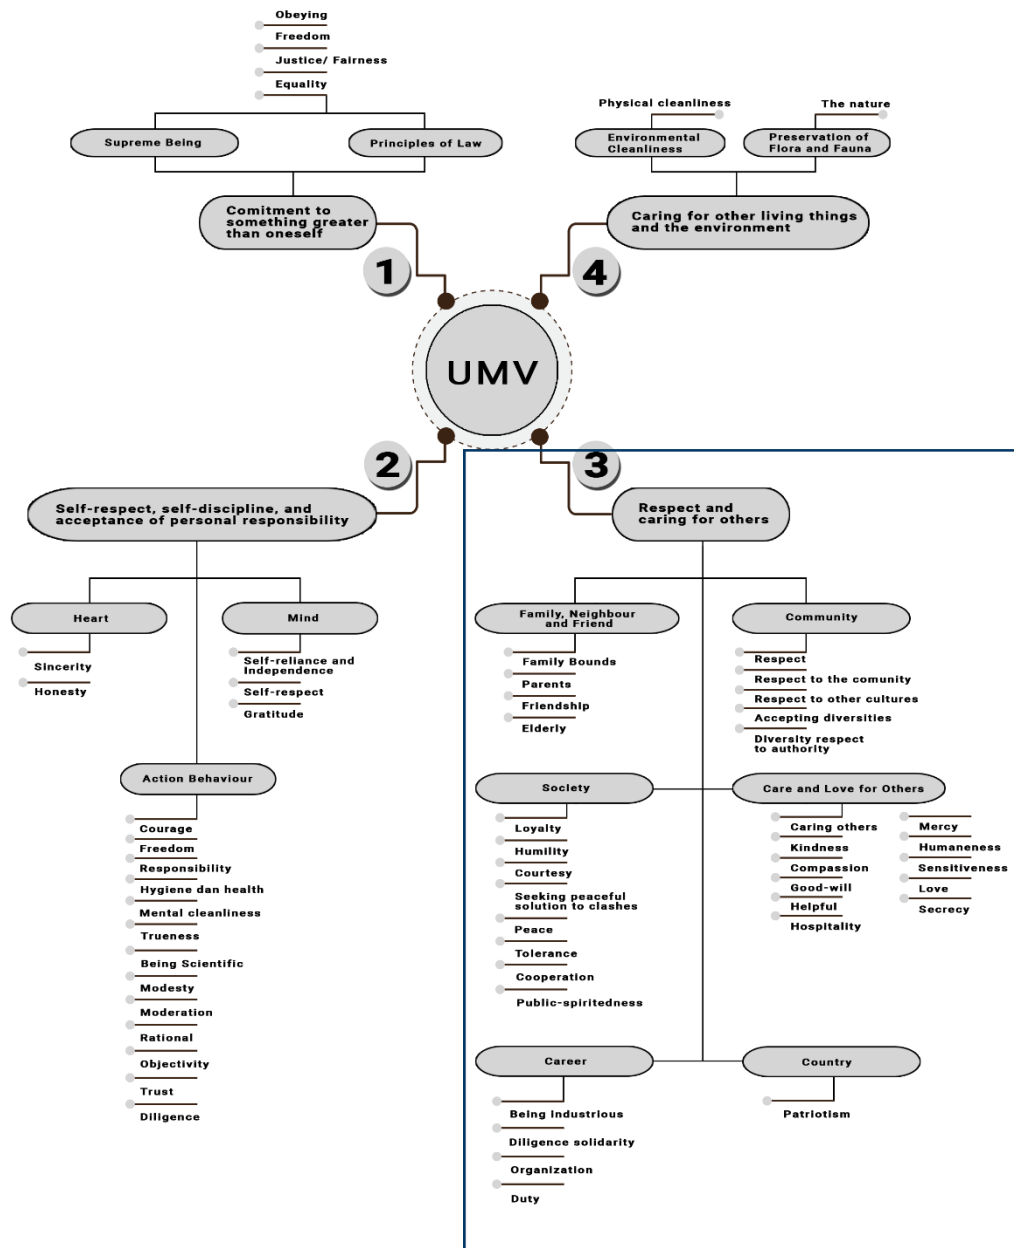 Obeying
Freedom
Justice/ Fairness
Equality
Supreme Being
Principles of Law
Comitment to
something greater
than oneself
1
Physical cleanliness
The nature
Environmental
Cleanliness
Preservation of
Flora and Fauna
Caring for other living things
and the environment
4
UMV
2
Self-respect, self-discipline, and
acceptance of personal responsibility
Heart
Sincerity
Honesty
Mind
Self-reliance and
Independence
Self-respect
Gratitude
Action Behaviour
Courage
Freedom
Responsibility
Hygiene dan health
Mental cleanliness
Trueness
Being Scientific
Modesty
Moderation
Rational
Objectivity
Trust
Diligence
3
Respect and
caring for others
Family, Neighbour
and Friend
Family Bounds
Parents
Friendship
Elderly
Community
Respect
Respect to the comunity
Respect to other cultures
Accepting diversities
Diversity respect
to authority
Society
Loyalty
Humility
Courtesy
Seeking peaceful
solution to clashes
Peace
Tolerance
Cooperation
Public-spiritedness
Care and Love for Others
Caring others
Kindness
Compassion
Good-will
Helpful
Hospitality
Mercy
Humaneness
Sensitiveness
Love
Secrecy
Career
Being industrious
Diligence solidarity
Organization
Duty
Country
Patriotism